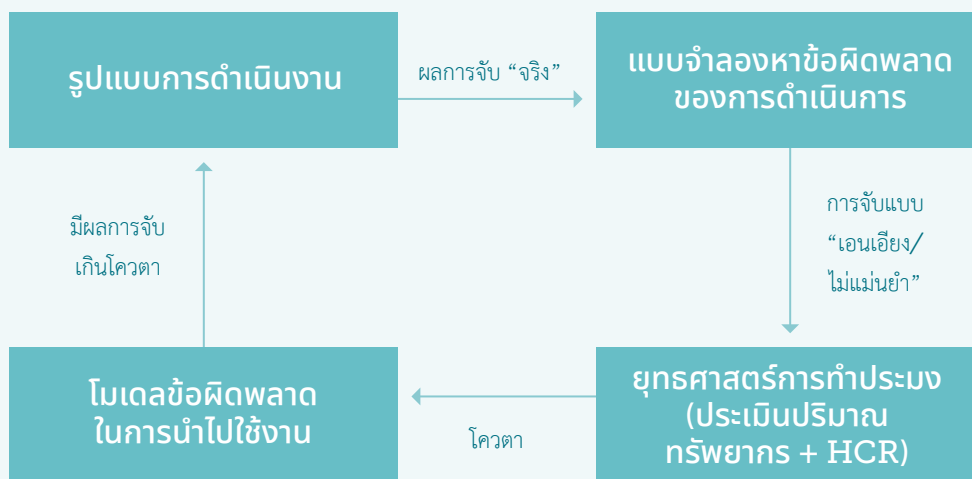 รูปแบบการดำเนินงาน
ผลการจับ “จริง”
แบบจำลองหาข้อผิดพลาด
ของการดำเนินการ
มีผลการจับ
เกินโควตา
การจับแบบ
“เอนเอียง/
ไม่แม่นยำ”
โมเดลข้อผิดพลาด
ในการนำไปใช้งาน
โควตา
ยุทธศาสตร์การทำประมง
(ประเมินปริมาณ
ทรัพยากร + HCR)